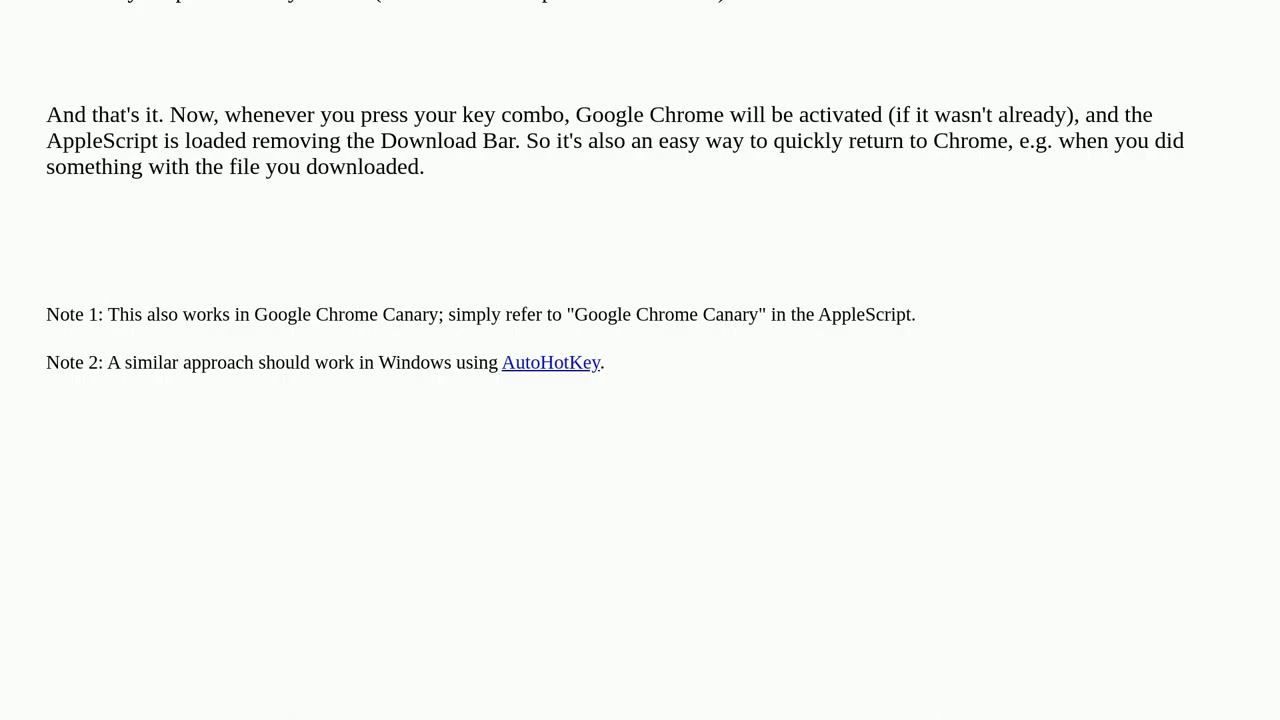 And that's it. Now, whenever you press your key combo, Google Chrome will be activated (if it wasn't already), and the
AppleScript is loaded removing the Download Bar. So it's also an easy way to quickly return to Chrome, e.g. when you did
something with the file you downloaded.
Note 1: This also works in Google Chrome Canary; simply refer to "Google Chrome Canary" in the AppleScript.
Note 2: A similar approach should work in Windows using AutoHotKey.